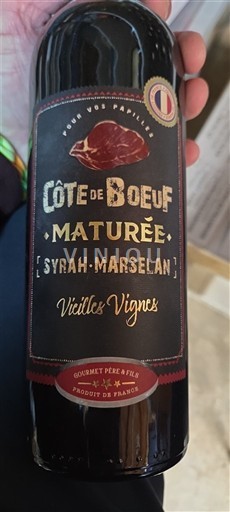 POUR VOS PAPILLES
CÔTE DE BOEUF
MATURÉE
SYRAH·MARSELAN
VINIOU
Vieilles Vignes
GOURMET PÈRE & FILS
PRODUIT DE FRANCE